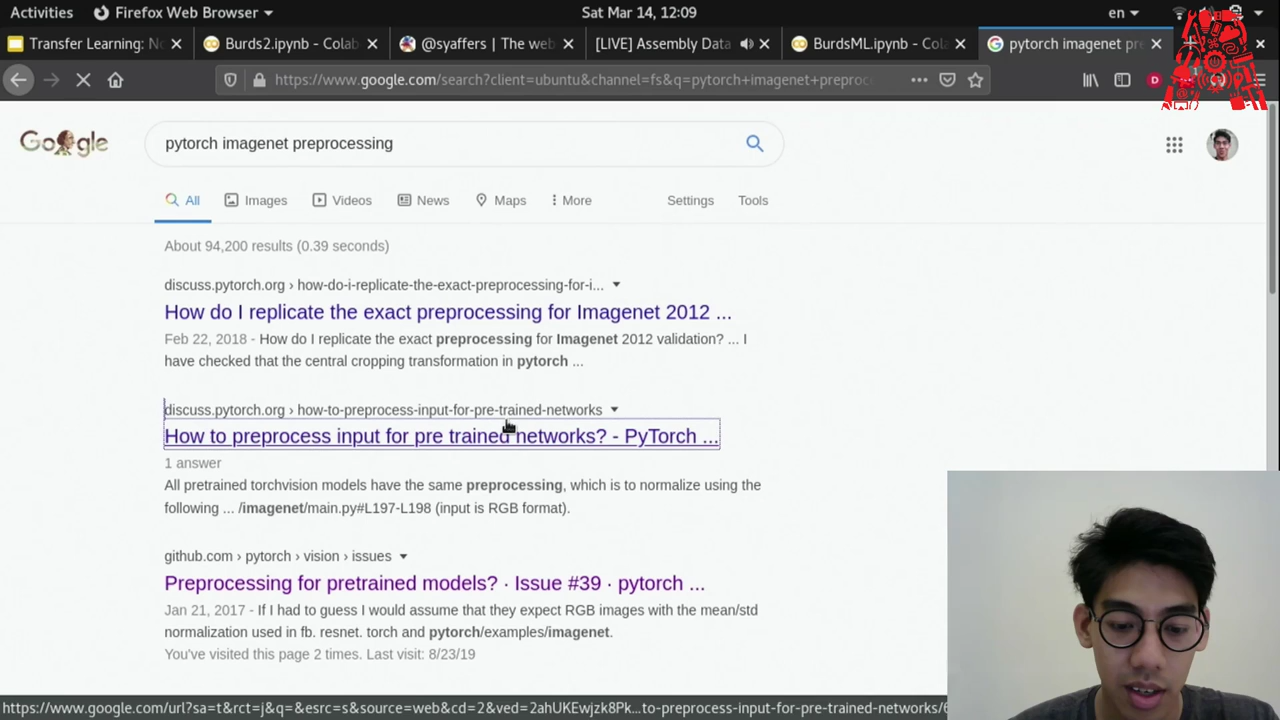 Activities Firefox Web Browser Sat Mar 14, 12:09 en
Transfer Learning: No Burds2.ipynb - Colab @syaffers | The web [LIVE] Assembly Data BurdsML.ipynb - Cola pytorch imagenet pre
https://www.google.com/search?client=ubuntu&channel=fs&q=pytorch+imagenet+preproc
Google pytorch imagenet preprocessing
All Images Videos News Maps More Settings Tools
About 94,200 results (0.39 seconds)
discuss.pytorch.org › how-do-i-replicate-the-exact-preprocessing-for-i...
How do I replicate the exact preprocessing for Imagenet 2012 ...
Feb 22, 2018 - How do I replicate the exact preprocessing for Imagenet 2012 validation? ... I
have checked that the central cropping transformation in pytorch ...
discuss.pytorch.org › how-to-preprocess-input-for-pre-trained-networks
How to preprocess input for pre trained networks? - PyTorch ...
1 answer
All pretrained torchvision models have the same preprocessing, which is to normalize using the
following ... /imagenet/main.py#L197-L198 (input is RGB format).
github.com › pytorch › vision › issues
Preprocessing for pretrained models? · Issue #39 · pytorch ...
Jan 21, 2017 - If I had to guess I would assume that they expect RGB images with the mean/std
normalization used in fb. resnet. torch and pytorch/examples/imagenet.
You've visited this page 2 times. Last visit: 8/23/19
https://www.google.com/url?sa=t&rct=j&q=&esrc=s&source=web&cd=2&ved=2ahUKEwjzk8Pk...to-preprocess-input-for-pre-trained-networks/